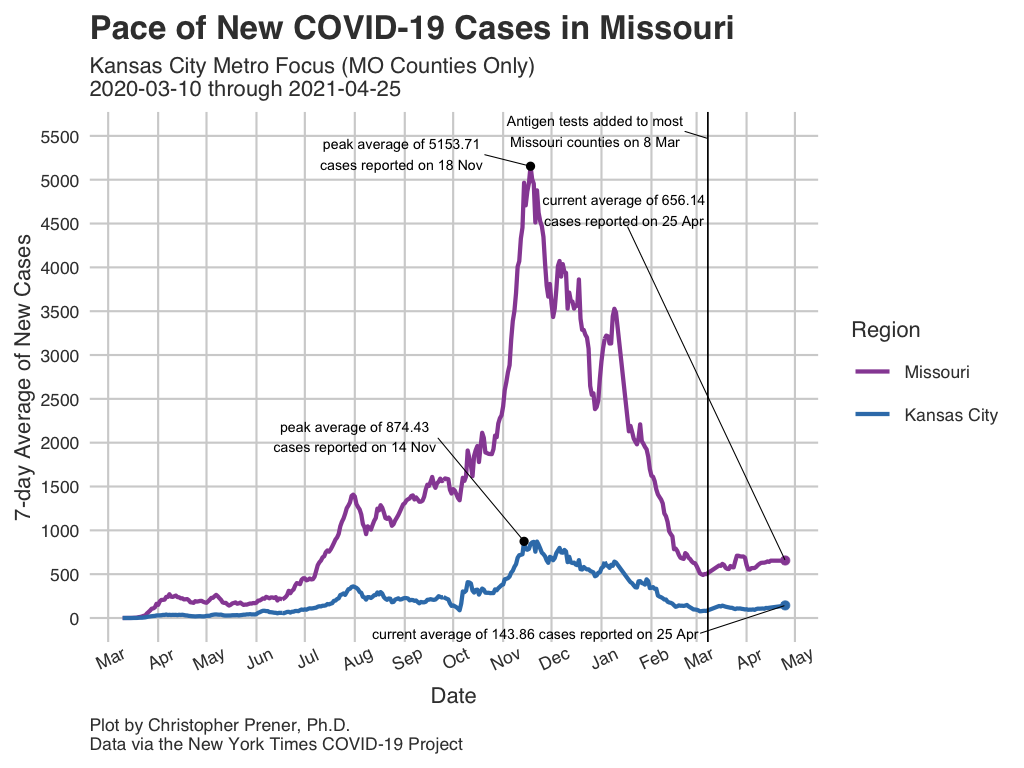 Pace of New COVID-19 Cases in Missouri
Kansas City Metro Focus (MO Counties Only)
2020-03-10 through 2021-04-25
7-day Average of New Cases
5500
5000
4500
4000
3500
3000
2500
2000
1500
1000
500
0
Antigen tests added to most
Missouri counties on 8 Mar
peak average of 5153.71
cases reported on 18 Nov
current average of 656.14
cases reported on 25 Apr
peak average of 874.43
cases reported on 14 Nov
current average of 143.86 cases reported on 25 Apr
Mar Apr May Jun Jul Aug Sep Oct Nov Dec Jan Feb Mar Apr May
Date
Region
Missouri
Kansas City
Plot by Christopher Prener, Ph.D.
Data via the New York Times COVID-19 Project